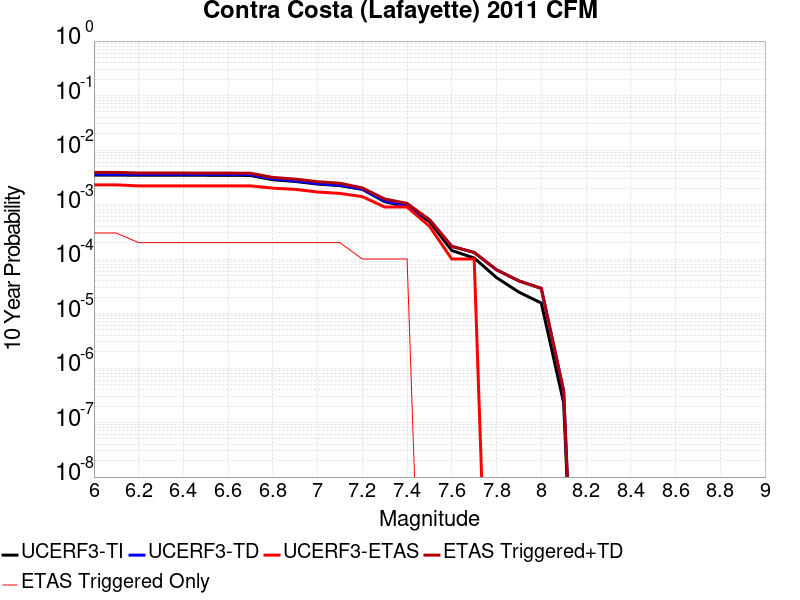 Contra Costa (Lafayette) 2011 CFM
10 Year Probability
10^0
10^-1
10^-2
10^-3
10^-4
10^-5
10^-6
10^-7
10^-8
6 6.2 6.4 6.6 6.8 7 7.2 7.4 7.6 7.8 8 8.2 8.4 8.6 8.8 9
Magnitude
UCERF3-TI UCERF3-TD UCERF3-ETAS ETAS Triggered+TD
ETAS Triggered Only